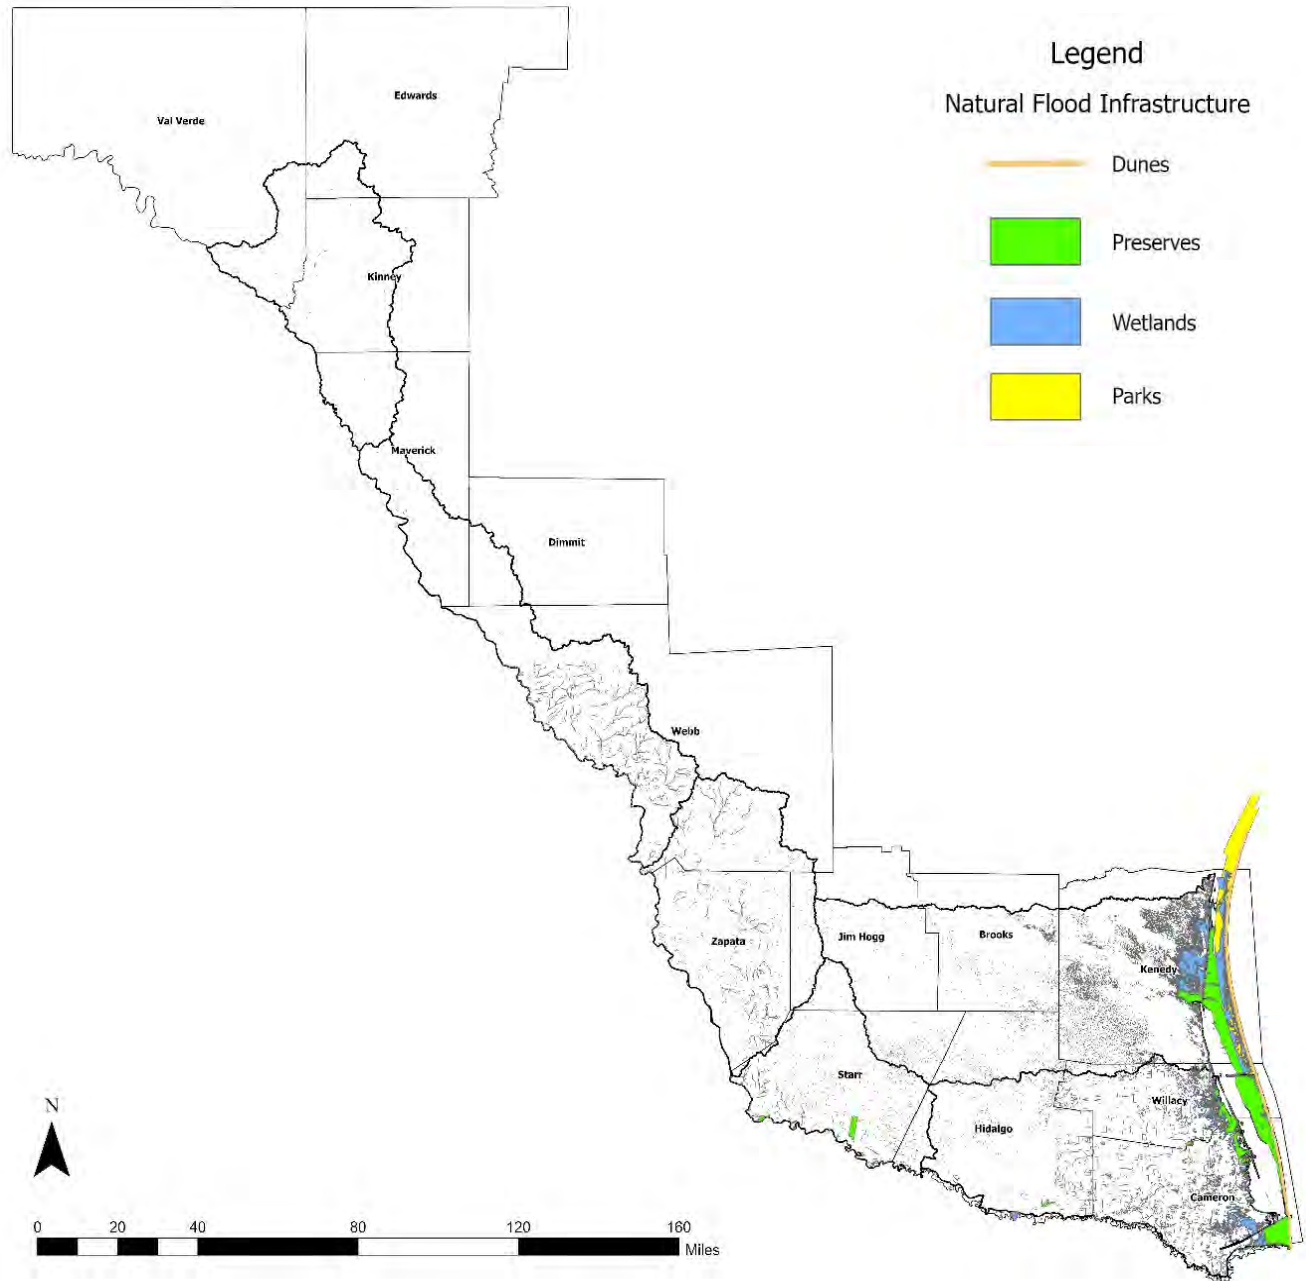 Legend
Natural Flood Infrastructure
Dunes
Preserves
Wetlands
Parks
Edwards
Val Verde
Kinney
Maverick
Dimmit
Webb
Zapata
Jim Hogg
Brooks
Kenedy
Starr
Willacy
Hidalgo
Cameron
N
0 20 40 80 120 160
Miles